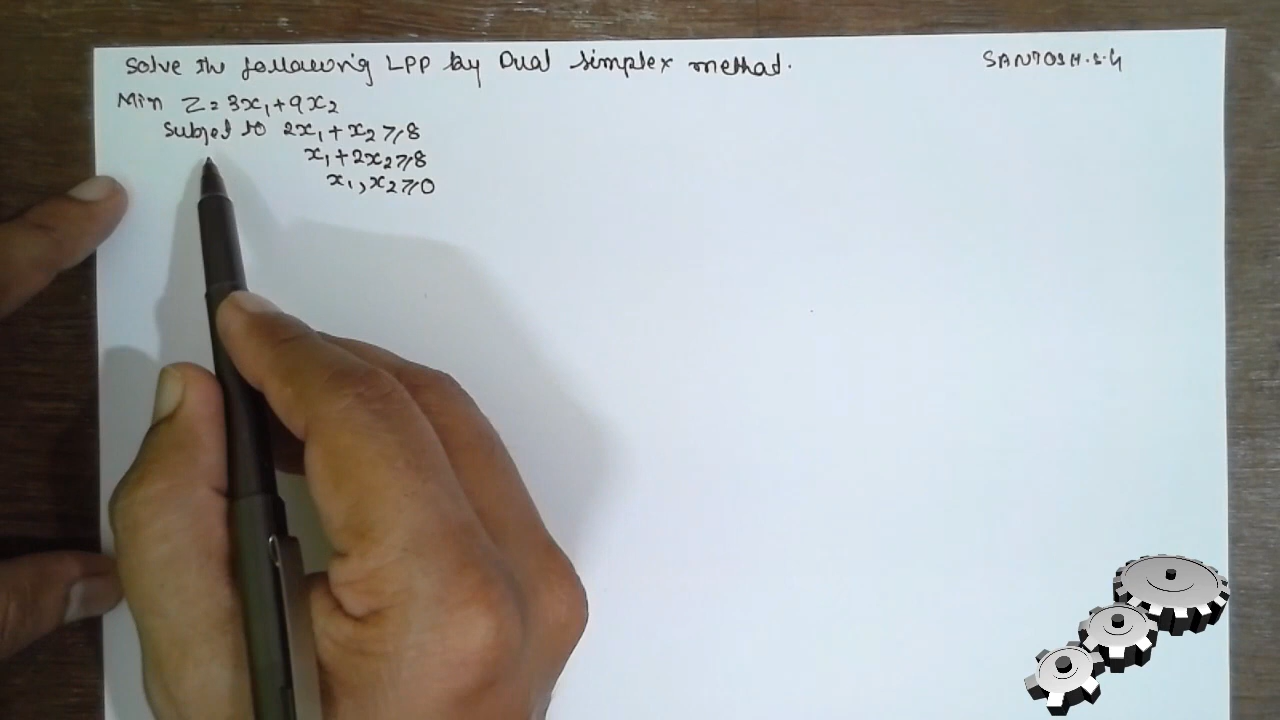 Solve the following LPP by Dual simplex method.
SANTOSH.S.G
Min Z = 3x₁ + 9x₂
Subject to 2x₁ + x₂ ≥ 8
x₁ + 2x₂ ≥ 8
x₁, x₂ ≥ 0